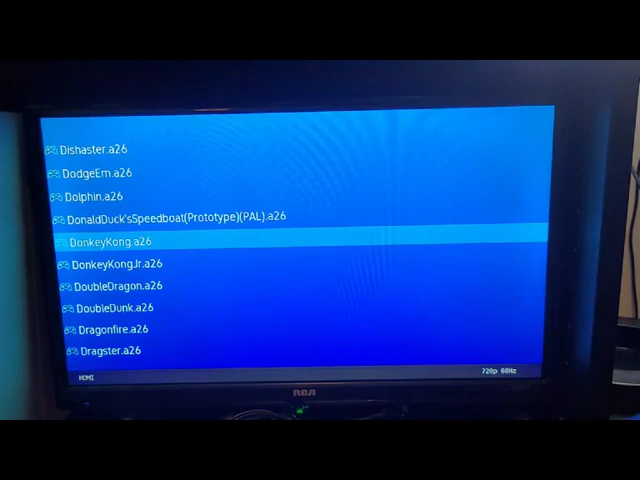 Dishaster.a26
DodgeEm.a26
Dolphin.a26
DonaldDuck'sSpeedboat(Prototype)(PAL).a26
DonkeyKong.a26
DonkeyKongJr.a26
DoubleDragon.a26
DoubleDunk.a26
Dragonfire.a26
Dragster.a26
HDMI 720p 60Hz
RCA